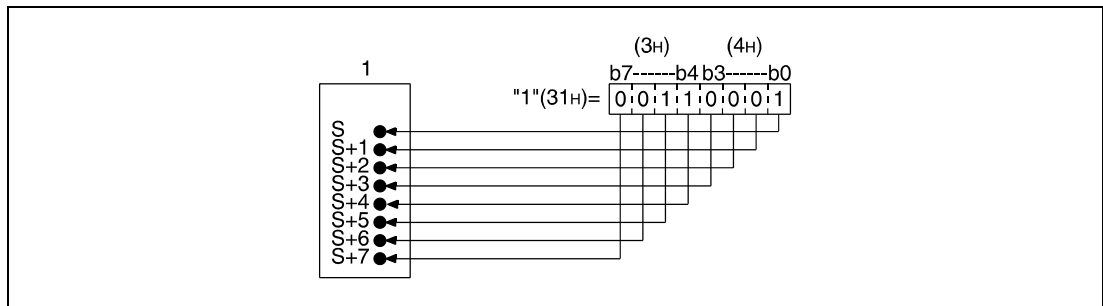 (3H) (4H)
1 b7------b4 b3------b0
"1"(31H)= 0 0 1 1 0 0 0 1
S
S+1
S+2
S+3
S+4
S+5
S+6
S+7